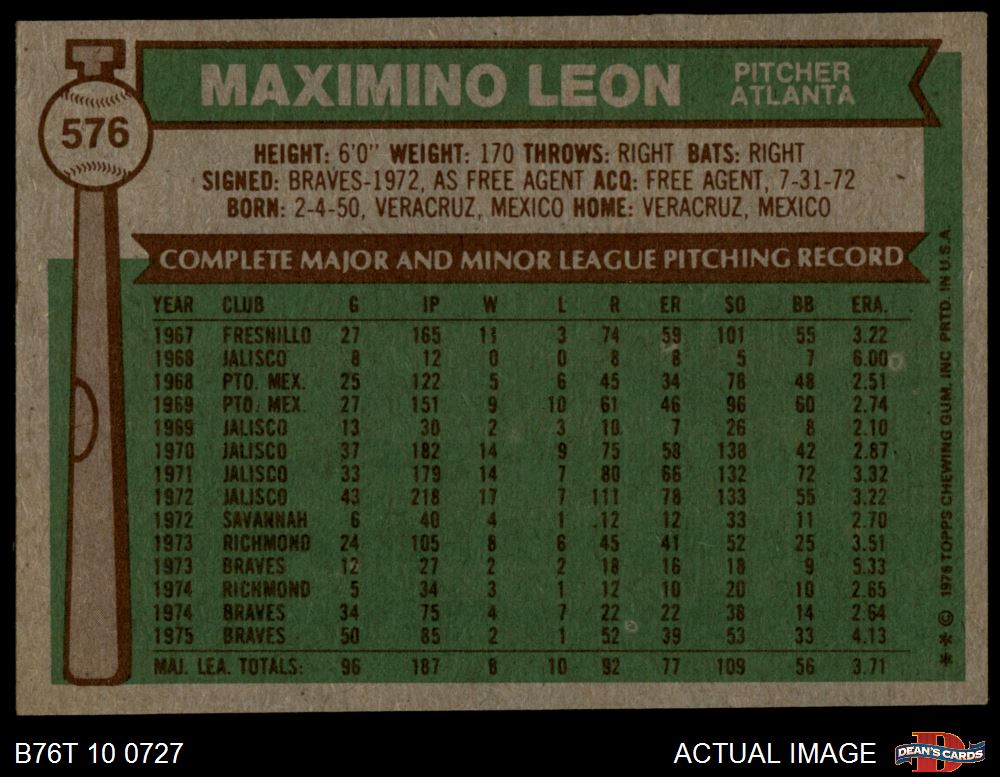 576
MAXIMINO LEON
PITCHER
ATLANTA
HEIGHT: 6'0" WEIGHT: 170 THROWS: RIGHT BATS: RIGHT
SIGNED: BRAVES-1972, AS FREE AGENT ACQ: FREE AGENT, 7-31-72
BORN: 2-4-50, VERACRUZ, MEXICO HOME: VERACRUZ, MEXICO
COMPLETE MAJOR AND MINOR LEAGUE PITCHING RECORD
YEAR CLUB G IP W L R ER SO BB ERA.
1967 FRESNILLO 27 165 11 3 74 59 101 55 3.22
1968 JALISCO 8 12 0 0 8 8 5 7 6.00
1968 PTO. MEX. 25 122 5 6 45 34 78 48 2.51
1969 PTO. MEX. 27 151 9 10 61 46 96 60 2.74
1969 JALISCO 13 30 2 3 10 7 26 8 2.10
1970 JALISCO 37 182 14 9 75 58 138 42 2.87
1971 JALISCO 33 179 14 7 80 66 132 72 3.32
1972 JALISCO 43 218 17 7 111 78 133 55 3.22
1972 SAVANNAH 6 40 4 1 12 12 33 11 2.70
1973 RICHMOND 24 105 8 6 45 41 52 25 3.51
1973 BRAVES 12 27 2 2 18 16 18 9 5.33
1974 RICHMOND 5 34 3 1 12 10 20 10 2.65
1974 BRAVES 34 75 4 7 22 22 38 14 2.64
1975 BRAVES 50 85 2 1 52 39 53 33 4.13
MAJ. LEA. TOTALS: 96 187 8 10 92 77 109 56 3.71
* * © 1976 TOPPS CHEWING GUM, INC. PRTD. IN U.S.A.
B76T 10 0727
ACTUAL IMAGE
DEAN'S CARDS